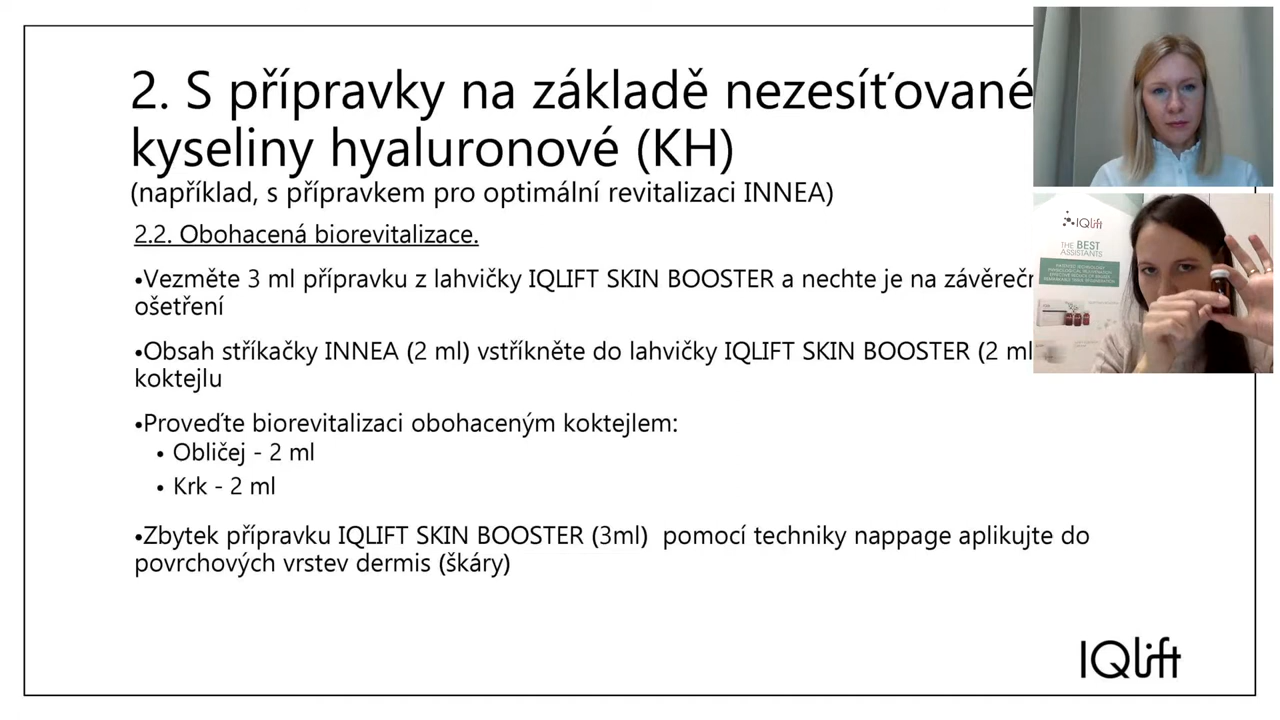 2. S přípravky na základě nezesíťované
kyseliny hyaluronové (KH)
(například, s přípravkem pro optimální revitalizaci INNEA)
2.2. Obohacená biorevitalizace.
•Vezměte 3 ml přípravku z lahvičky IQLIFT SKIN BOOSTER a nechte je na závěrečn
ošetření
•Obsah stříkačky INNEA (2 ml) vstříkněte do lahvičky IQLIFT SKIN BOOSTER (2 ml
koktejlu
•Proveďte biorevitalizaci obohaceným koktejlem:
• Obličej - 2 ml
• Krk - 2 ml
•Zbytek přípravku IQLIFT SKIN BOOSTER (3ml) pomocí techniky nappage aplikujte do
povrchových vrstev dermis (škáry)
IQlift
IQlift
THE BEST
ASSISTANTS